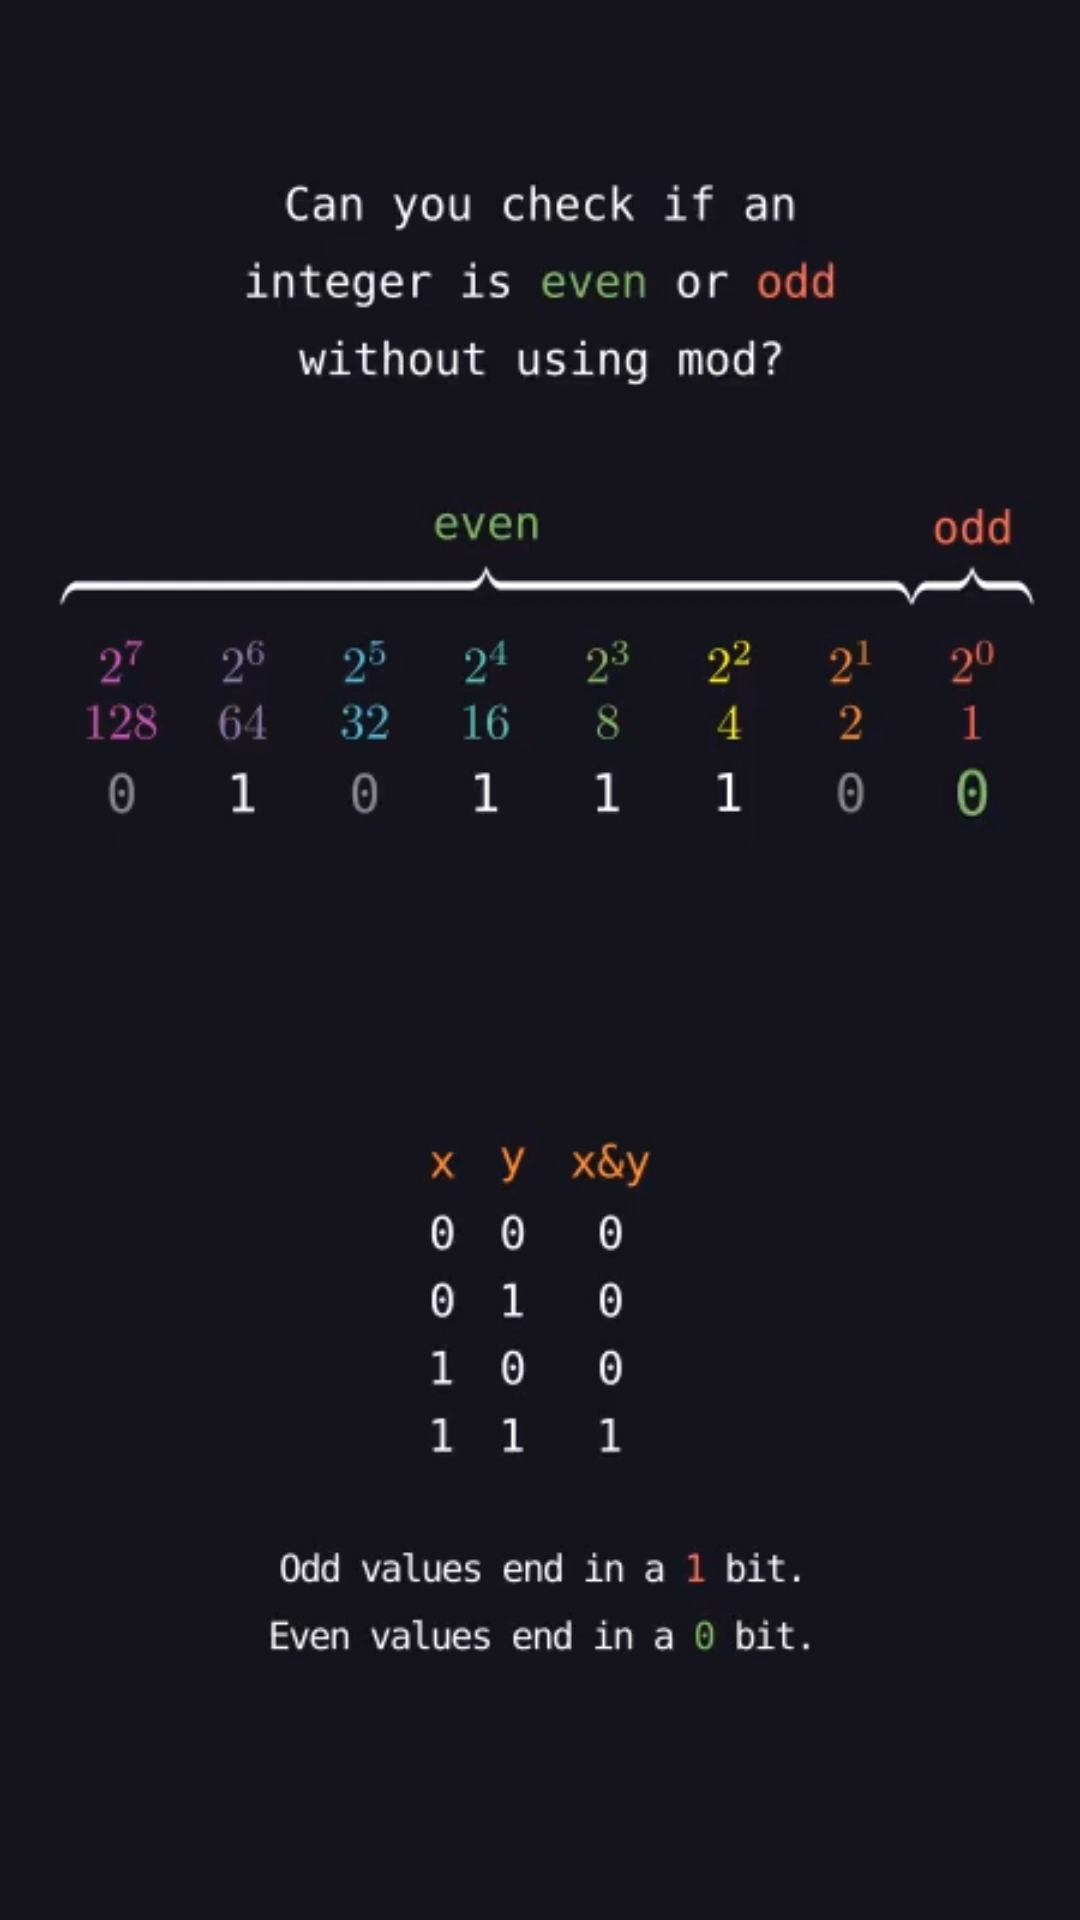 Can you check if an
integer is even or odd
without using mod?
even odd
2⁷ 2⁶ 2⁵ 2⁴ 2³ 2² 2¹ 2⁰
128 64 32 16 8 4 2 1
0 1 0 1 1 1 0 0
x y x&y
0 0 0
0 1 0
1 0 0
1 1 1
Odd values end in a 1 bit.
Even values end in a 0 bit.